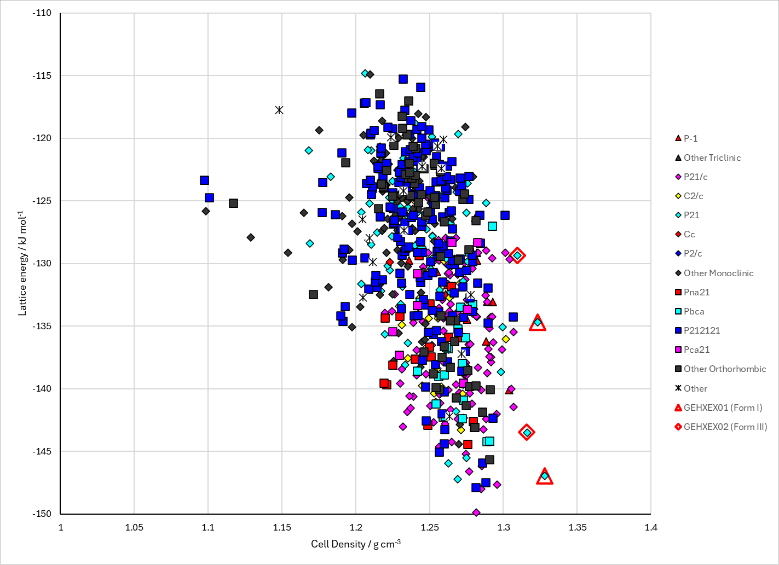 -110
-115
-120
-125
-130
-135
-140
-145
-150
Lattice energy / kJ mol-1
1
1.05
1.1
1.15
1.2
1.25
1.3
1.35
1.4
Cell Density / g cm-3
P-1
Other Triclinic
P21/c
C2/c
P21
Cc
P2/c
Other Monoclinic
Pna21
Pbca
P212121
Pca21
Other Orthorhombic
Other
GEHXEX01 (Form I)
GEHXEX02 (Form III)